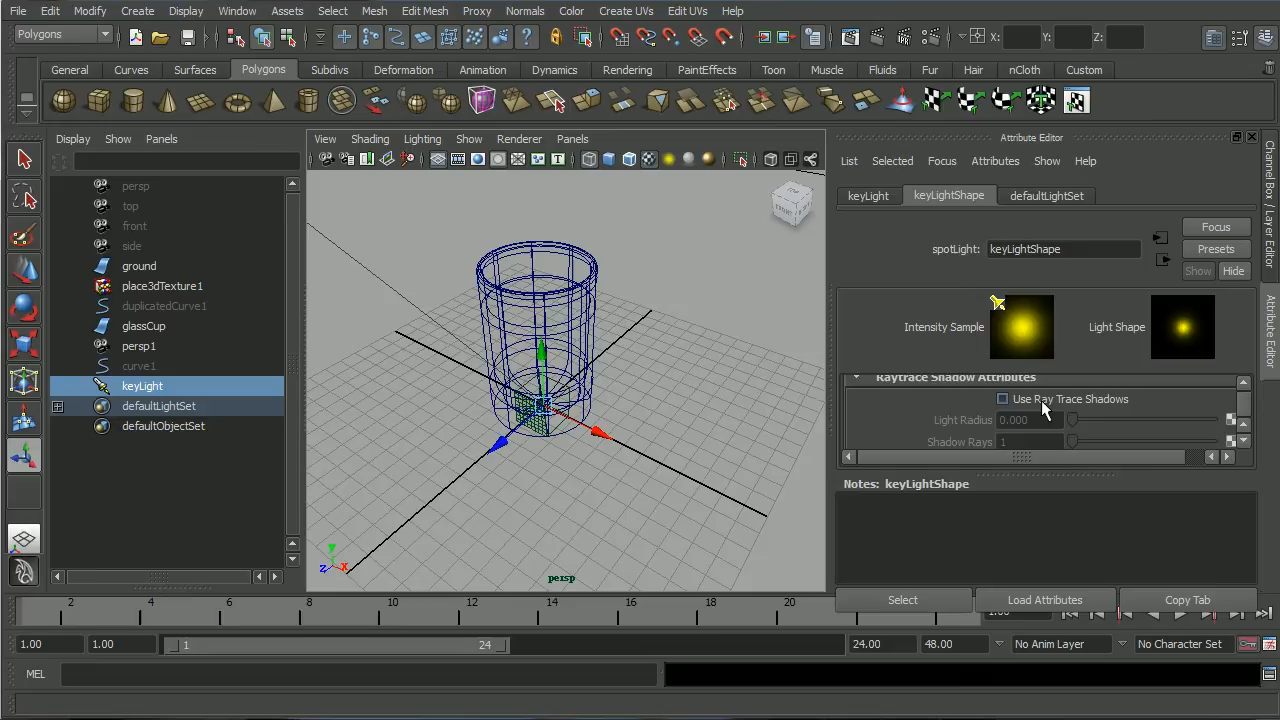 File Edit Modify Create Display Window Assets Select Mesh Edit Mesh Proxy Normals Color Create UVs Edit UVs Help
Polygons X: Y: Z:
General Curves Surfaces Polygons Subdivs Deformation Animation Dynamics Rendering PaintEffects Toon Muscle Fluids Fur Hair nCloth Custom
Display Show Panels
persp
top
front
side
ground
place3dTexture1
duplicatedCurve1
glassCup
persp1
curve1
keyLight
defaultLightSet
defaultObjectSet
View Shading Lighting Show Renderer Panels
TOP
FRONT
y
z x
persp
Attribute Editor
List Selected Focus Attributes Show Help
keyLight keyLightShape defaultLightSet
Focus
spotLight: keyLightShape Presets
Show Hide
Intensity Sample Light Shape
Raytrace Shadow Attributes
Use Ray Trace Shadows
Light Radius 0.000
Shadow Rays 1
Notes: keyLightShape
Select Load Attributes Copy Tab
Channel Box / Layer Editor
Attribute Editor
2 4 6 8 10 12 14 16 18 20 1.00
1.00 1.00 1 24 24.00 48.00 No Anim Layer No Character Set
MEL